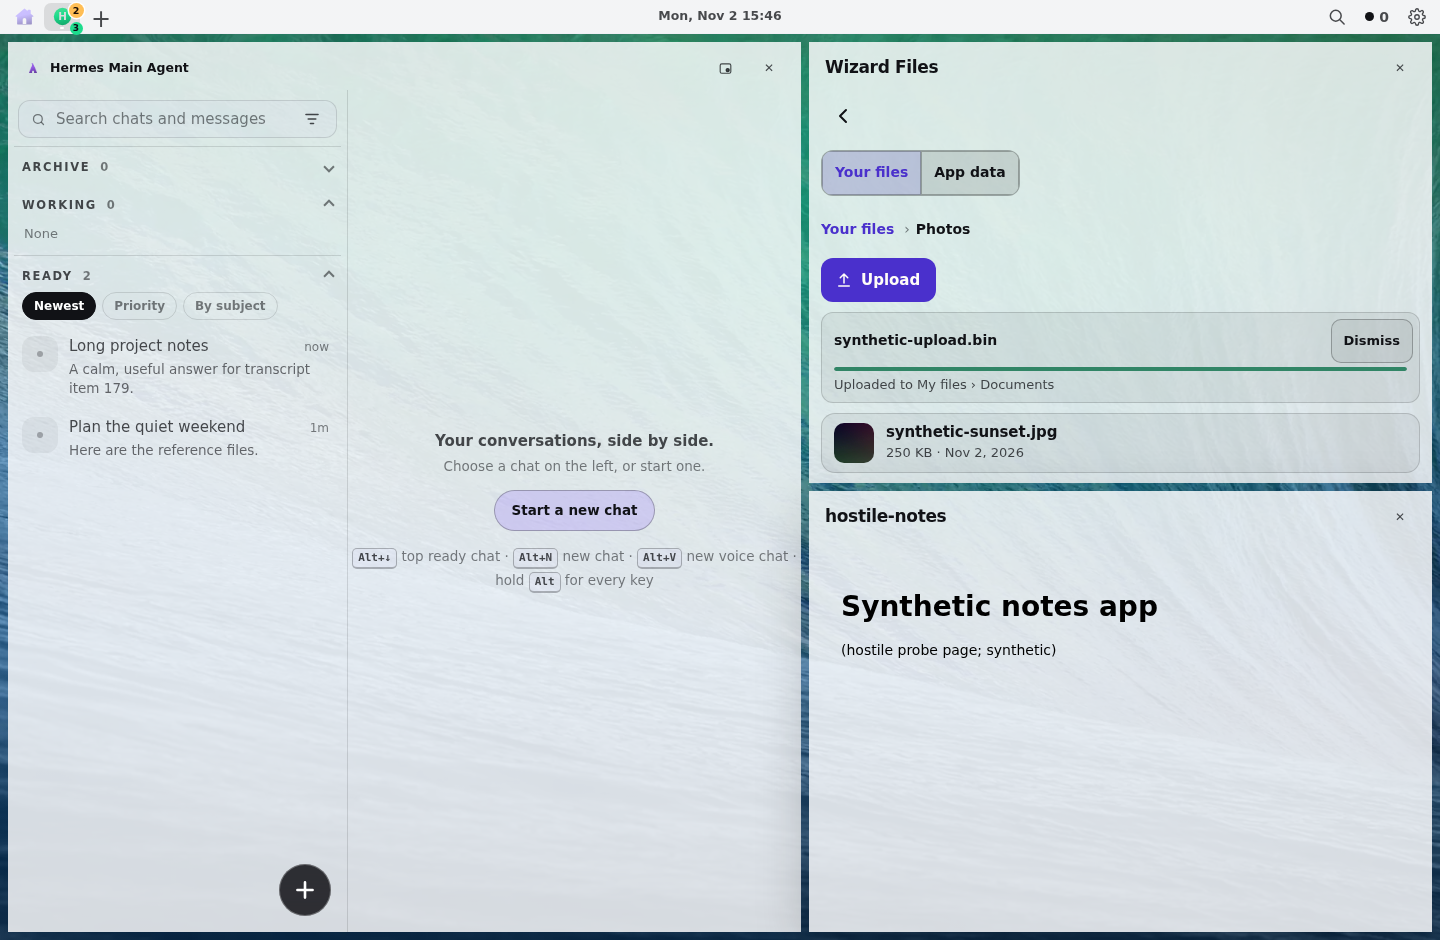 H 2 3
Mon, Nov 2 15:46
0
Hermes Main Agent
Search chats and messages
ARCHIVE 0
WORKING 0
None
READY 2
Newest Priority By subject
Long project notes now
A calm, useful answer for transcript
item 179.
Plan the quiet weekend 1m
Here are the reference files.
Your conversations, side by side.
Choose a chat on the left, or start one.
Start a new chat
Alt+↓ top ready chat · Alt+N new chat · Alt+V new voice chat ·
hold Alt for every key
Wizard Files
Your files App data
Your files › Photos
Upload
synthetic-upload.bin Dismiss
Uploaded to My files › Documents
synthetic-sunset.jpg
250 KB · Nov 2, 2026
hostile-notes
Synthetic notes app
(hostile probe page; synthetic)